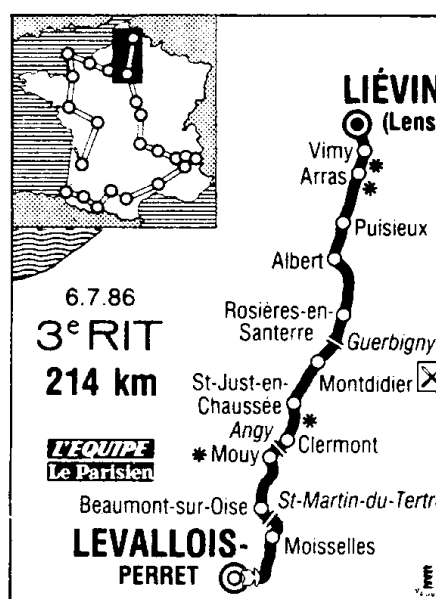 LIÉVIN
(Lens
Vimy
Arras
Puisieux
Albert
6.7.86
3e RIT
214 km
Rosières-en-
Santerre
Guerbigny
Montdidier
St-Just-en-
Chaussée
Angy
Clermont
Mouy
L'EQUIPE
Le Parisien
Beaumont-sur-Oise
St-Martin-du-Tertr
LEVALLOIS-
PERRET
Moisselles